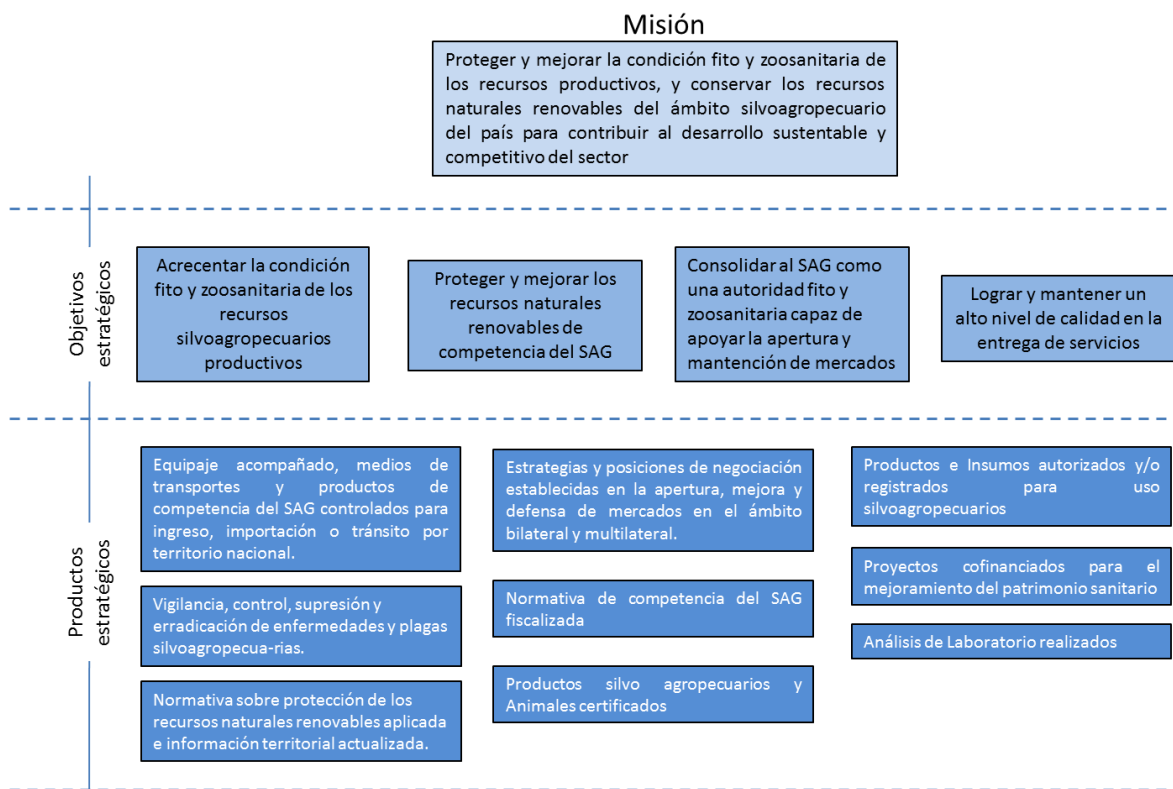 Misión
Proteger y mejorar la condición fito y zoosanitaria de
los recursos productivos, y conservar los recursos
naturales renovables del ámbito silvoagropecuario
del país para contribuir al desarrollo sustentable y
competitivo del sector
Objetivos
estratégicos
Acrecentar la condición
fito y zoosanitaria de los
recursos
silvoagropecuarios
productivos
Proteger y mejorar los
recursos naturales
renovables de
competencia del SAG
Consolidar al SAG como
una autoridad fito y
zoosanitaria capaz de
apoyar la apertura y
mantención de mercados
Lograr y mantener un
alto nivel de calidad en la
entrega de servicios
Productos
estratégicos
Equipaje acompañado, medios de
transportes y productos de
competencia del SAG controlados para
ingreso, importación o tránsito por
territorio nacional.
Vigilancia, control, supresión y
erradicación de enfermedades y plagas
silvoagropecua-rias.
Normativa sobre protección de los
recursos naturales renovables aplicada
e información territorial actualizada.
Estrategias y posiciones de negociación
establecidas en la apertura, mejora y
defensa de mercados en el ámbito
bilateral y multilateral.
Normativa de competencia del SAG
fiscalizada
Productos silvo agropecuarios y
Animales certificados
Productos e Insumos autorizados y/o
registrados para uso
silvoagropecuarios
Proyectos cofinanciados para el
mejoramiento del patrimonio sanitario
Análisis de Laboratorio realizados